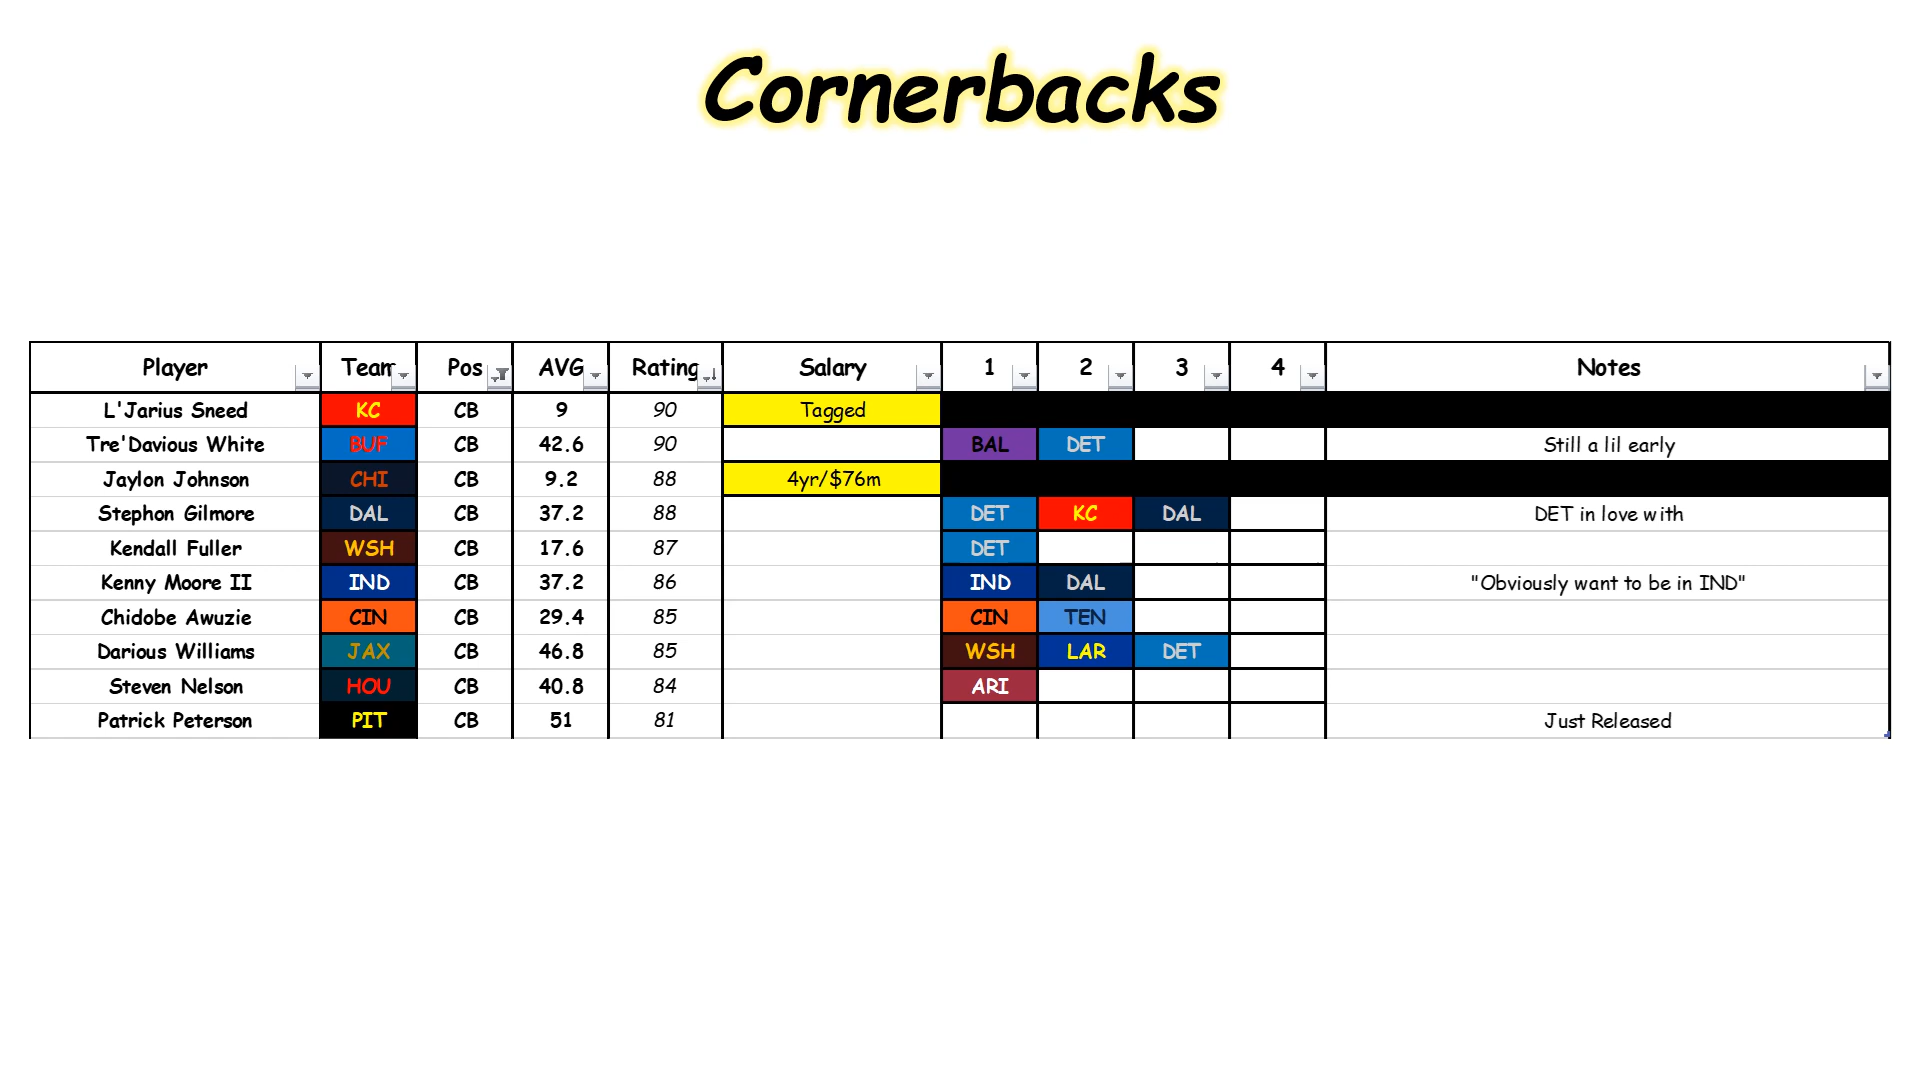 Cornerbacks
Player Team Pos AVG Rating Salary 1 2 3 4 Notes
L'Jarius Sneed KC CB 9 90 Tagged
Tre'Davious White BUF CB 42.6 90 BAL DET Still a lil early
Jaylon Johnson CHI CB 9.2 88 4yr/$76m
Stephon Gilmore DAL CB 37.2 88 DET KC DAL DET in love with
Kendall Fuller WSH CB 17.6 87 DET
Kenny Moore II IND CB 37.2 86 IND DAL "Obviously want to be in IND"
Chidobe Awuzie CIN CB 29.4 85 CIN TEN
Darious Williams JAX CB 46.8 85 WSH LAR DET
Steven Nelson HOU CB 40.8 84 ARI
Patrick Peterson PIT CB 51 81 Just Released